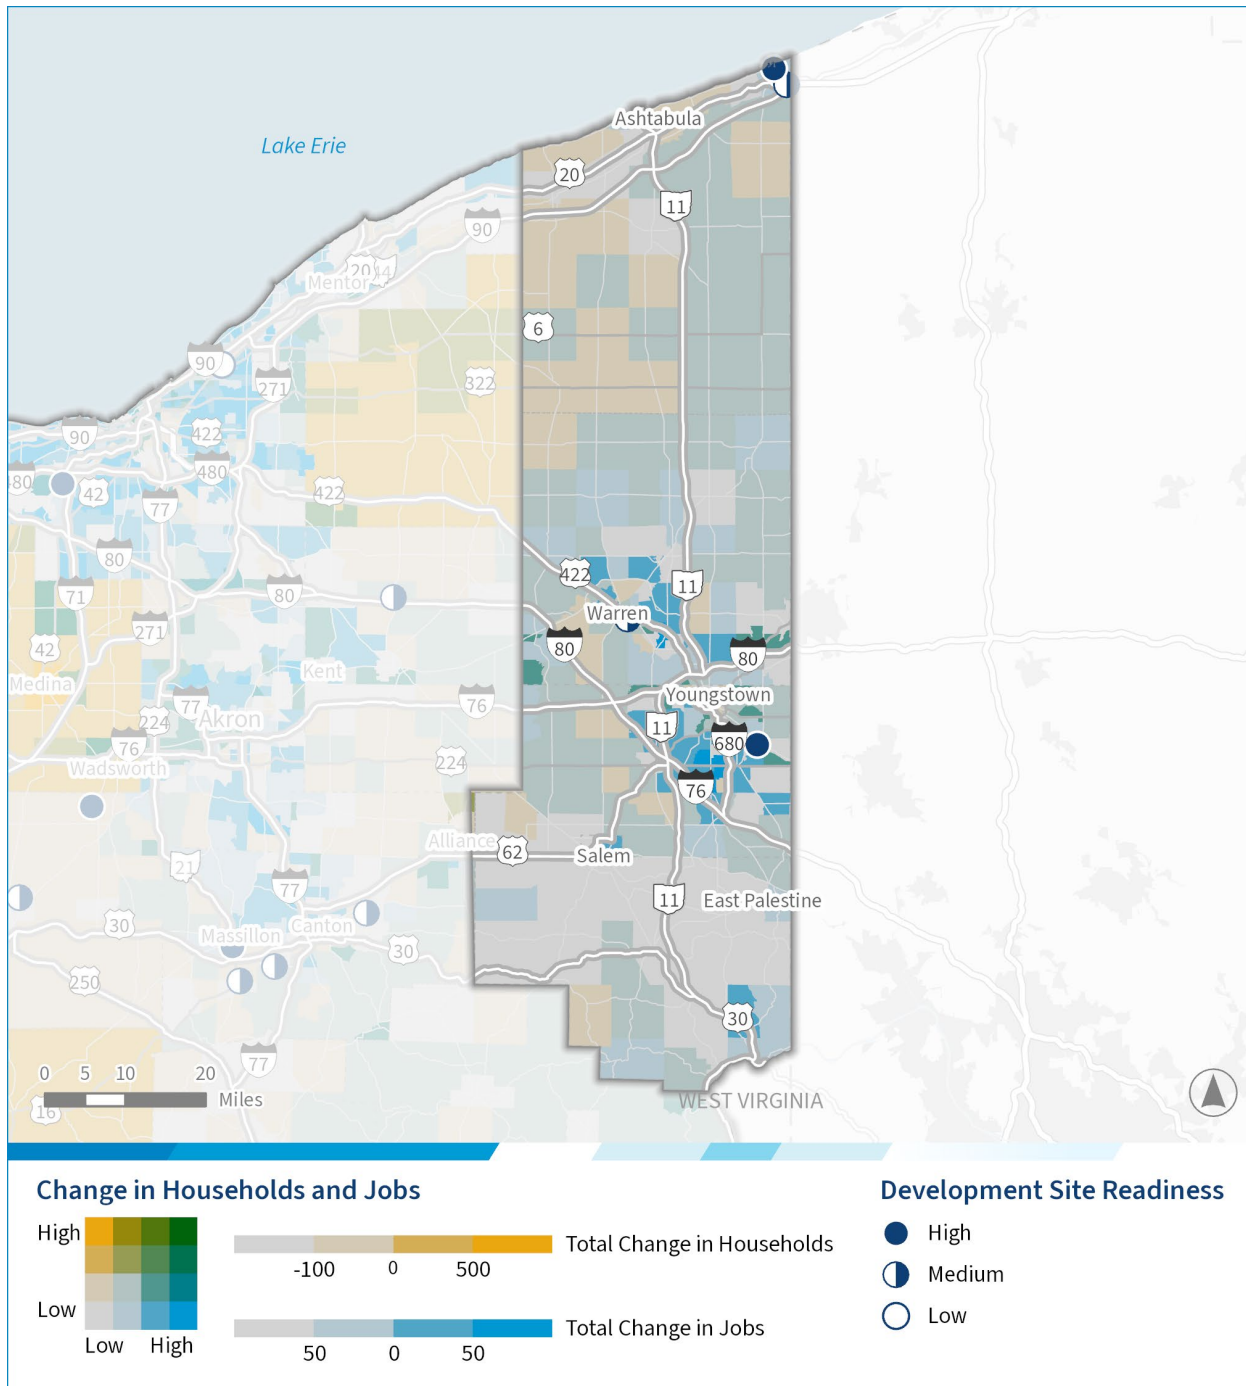 Lake Erie
Ashtabula
20
11
90
20
44
Mentor
6
90
271
322
90
422
480
480
42
422
77
80
422
11
71
80
271
Warren
42
80
80
Kent
Medina
77
76
Youngstown
224
Akron
11
680
76
224
Wadsworth
76
Alliance
62
Salem
21
77
11
East Palestine
30
Massillon
Canton
30
250
30
77
0 5 10 20
Miles
16
WEST VIRGINIA
Change in Households and Jobs
High
Low
Low High
Total Change in Households
-100 0 500
Total Change in Jobs
50 0 50
Development Site Readiness
High
Medium
Low